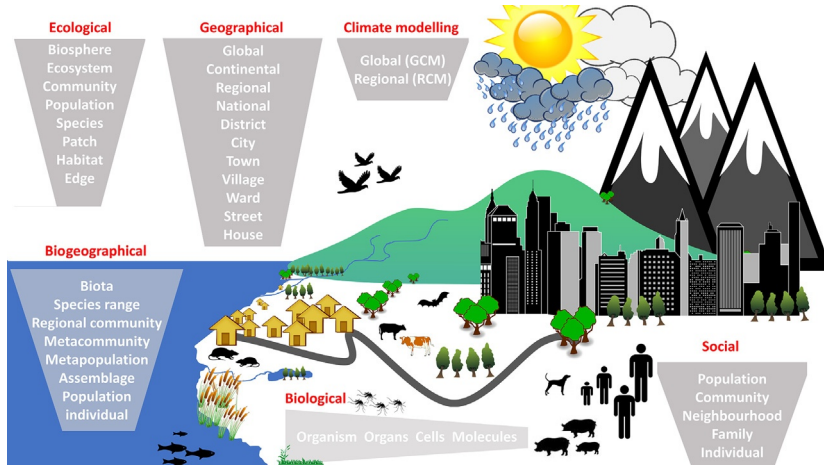 Ecological
Biosphere
Ecosystem
Community
Population
Species
Patch
Habitat
Edge
Geographical
Global
Continental
Regional
National
District
City
Town
Village
Ward
Street
House
Climate modelling
Global (GCM)
Regional (RCM)
Biogeographical
Biota
Species range
Regional community
Metacommunity
Metapopulation
Assemblage
Population
individual
Biological
Organism Organs Cells Molecules
Social
Population
Community
Neighbourhood
Family
Individual